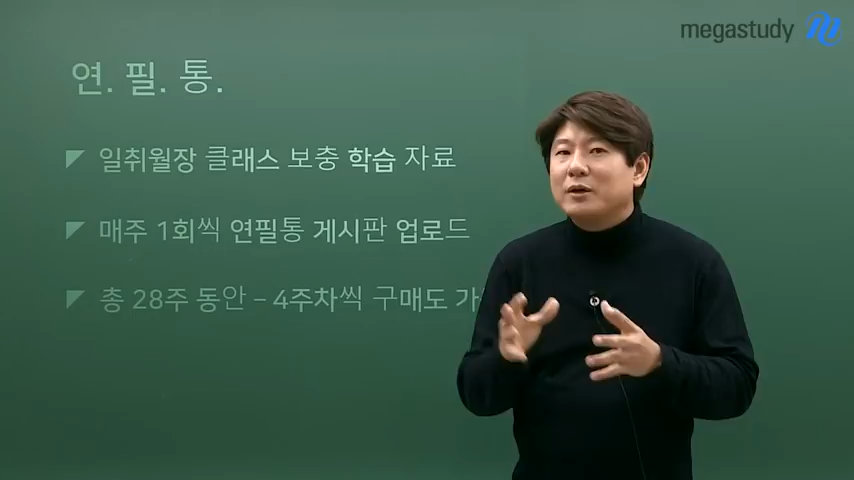 megastudy
연. 필. 통.
일취월장 클래스 보충 학습 자료
매주 1회씩 연필통 게시판 업로드
총 28주 동안 – 4주차씩 구매도 가